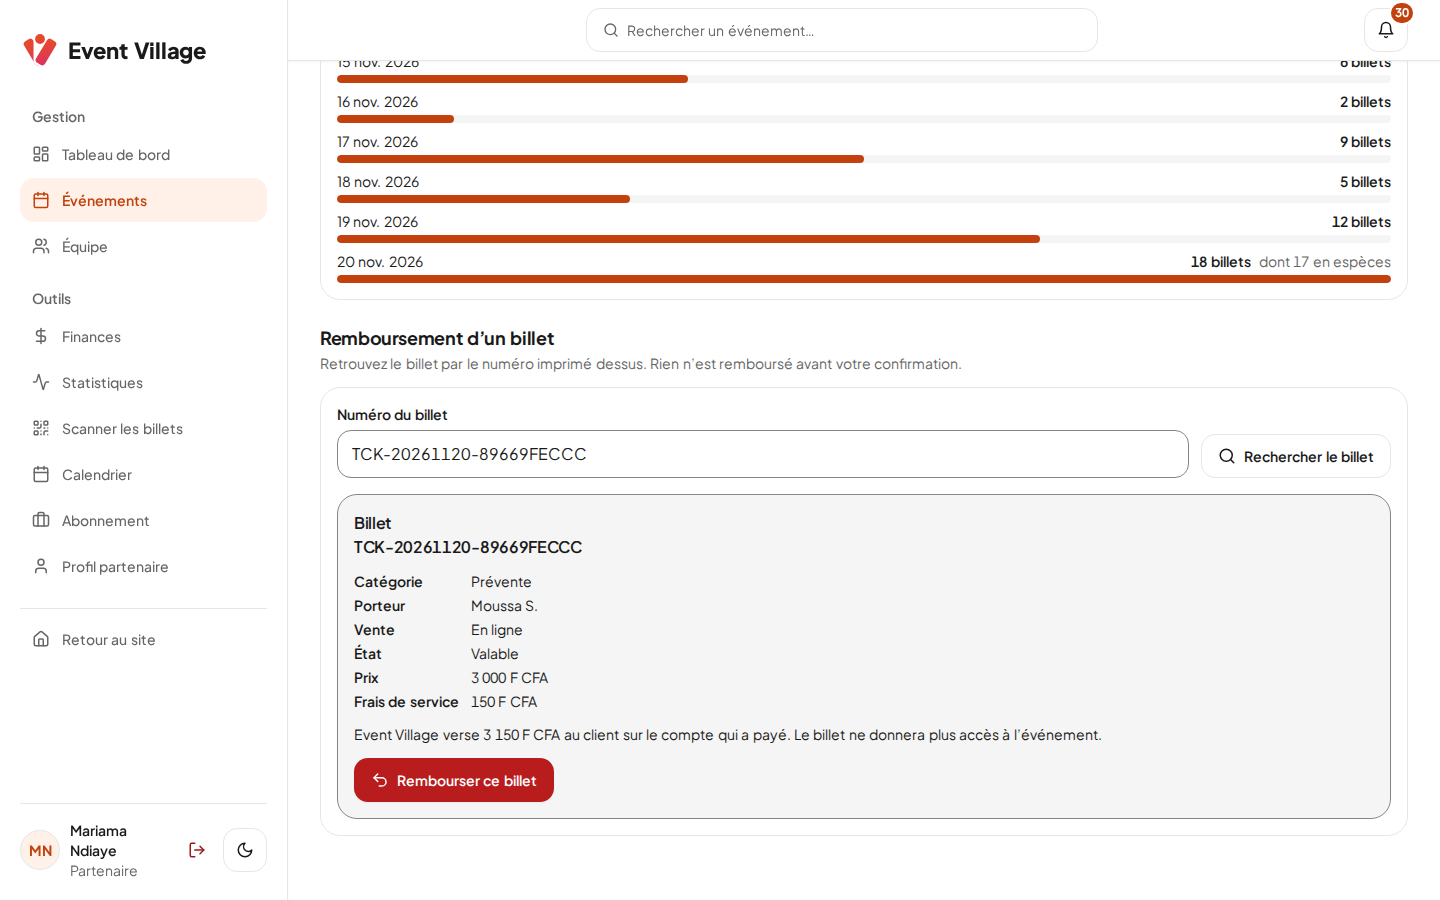 Event Village
Rechercher un événement...
30
Gestion
Tableau de bord
Événements
Équipe
Outils
Finances
Statistiques
Scanner les billets
Calendrier
Abonnement
Profil partenaire
Retour au site
MN
Mariama
Ndiaye
Partenaire
15 nov. 2026 6 billets
16 nov. 2026 2 billets
17 nov. 2026 9 billets
18 nov. 2026 5 billets
19 nov. 2026 12 billets
20 nov. 2026 18 billets dont 17 en espèces
Remboursement d’un billet
Retrouvez le billet par le numéro imprimé dessus. Rien n’est remboursé avant votre confirmation.
Numéro du billet
TCK-20261120-89669FECCC
Rechercher le billet
Billet
TCK-20261120-89669FECCC
Catégorie Prévente
Porteur Moussa S.
Vente En ligne
État Valable
Prix 3 000 F CFA
Frais de service 150 F CFA
Event Village verse 3 150 F CFA au client sur le compte qui a payé. Le billet ne donnera plus accès à l’événement.
Rembourser ce billet